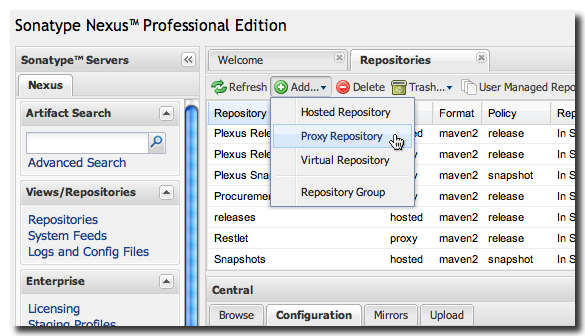 Sonatype Nexus™ Professional Edition
Sonatype Servers
Nexus
Artifact Search
Advanced Search
Views/Repositories
Repositories
System Feeds
Logs and Config Files
Enterprise
Licensing
Staging Profiles
Welcome
Repositories
Refresh Add... Delete Trash... User Managed Repo
Hosted Repository
Proxy Repository
Virtual Repository
Repository Group
Repository Format Policy
Plexus Rele maven2 release In S
Plexus Rele maven2 release In S
Plexus Sna maven2 snapshot In S
Procuremen maven2 release In S
releases hosted maven2 release In S
Restlet proxy maven2 release In S
Snapshots hosted maven2 snapshot In S
Central
Browse Configuration Mirrors Upload